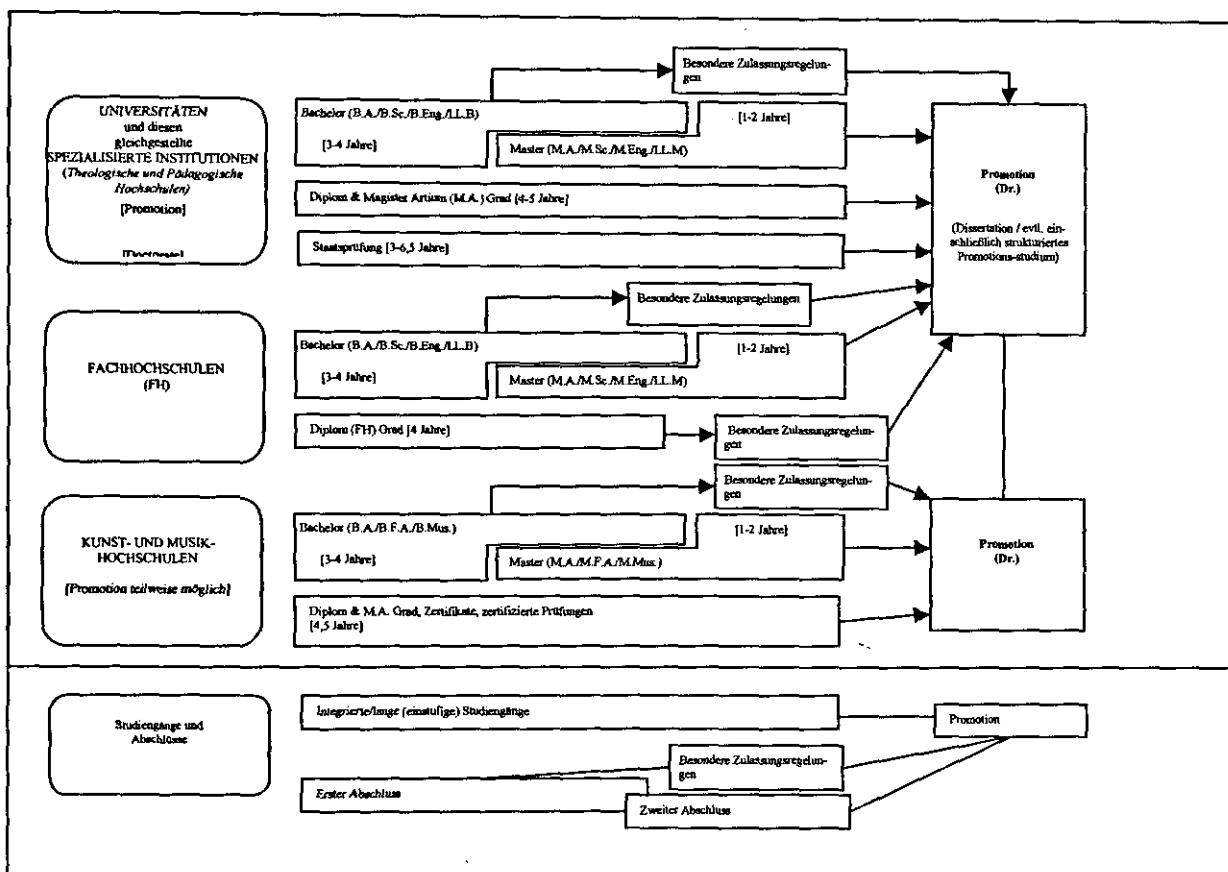 Besondere Zulassungsregelun-
gen
UNIVERSITÄTEN
und diesen
gleichgestellte
SPEZIALISIERTE INSTITUTIONEN
(Theologische und Pädagogische
Hochschulen)
[Promotion]
Bachelor (B.A./B.Sc./B.Eng./LL.B)
[3-4 Jahre]
[1-2 Jahre]
Master (M.A./M.Sc./M.Eng./LL.M)
Diplom & Magister Artium (M.A.) Grad [4-5 Jahre]
Staatsprüfung [3-6,5 Jahre]
Promotion
(Dr.)
(Dissertation / evtl. ein-
schließlich strukturiertes
Promotions-studium)
FACHHOCHSCHULEN
(FH)
Besondere Zulassungsregelungen
Bachelor (B.A./B.Sc./B.Eng./LL.B)
[3-4 Jahre]
[1-2 Jahre]
Master (M.A./M.Sc./M.Eng./LL.M)
Diplom (FH) Grad [4 Jahre]
Besondere Zulassungsregelun-
gen
KUNST- UND MUSIK-
HOCHSCHULEN
[Promotion teilweise möglich]
Besondere Zulassungsregelun-
gen
Bachelor (B.A./B.F.A./B.Mus.)
[3-4 Jahre]
[1-2 Jahre]
Master (M.A./M.F.A./M.Mus.)
Diplom & M.A. Grad, Zertifikate, zertifizierte Prüfungen
[4,5 Jahre]
Promotion
(Dr.)
Studiengänge und
Abschlüsse
Integrierte/lange (einstufige) Studiengänge
Promotion
Besondere Zulassungsregelun-
gen
Erster Abschluss
Zweiter Abschluss